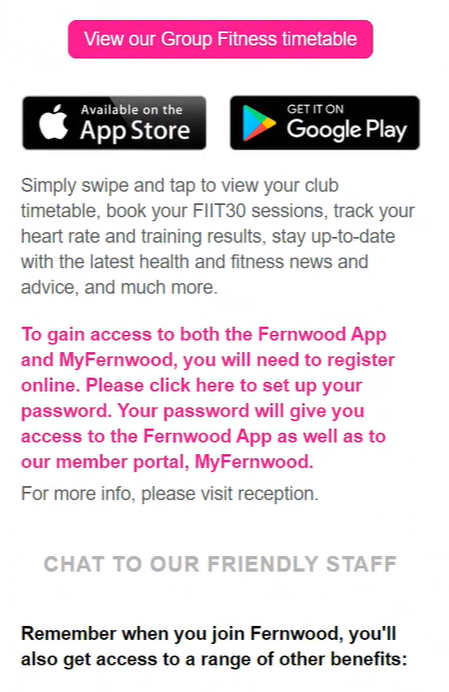 View our Group Fitness timetable
Available on the
App Store
GET IT ON
Google Play
Simply swipe and tap to view your club
timetable, book your FIIT30 sessions, track your
heart rate and training results, stay up-to-date
with the latest health and fitness news and
advice, and much more.
To gain access to both the Fernwood App
and MyFernwood, you will need to register
online. Please click here to set up your
password. Your password will give you
access to the Fernwood App as well as to
our member portal, MyFernwood.
For more info, please visit reception.
CHAT TO OUR FRIENDLY STAFF
Remember when you join Fernwood, you'll
also get access to a range of other benefits: